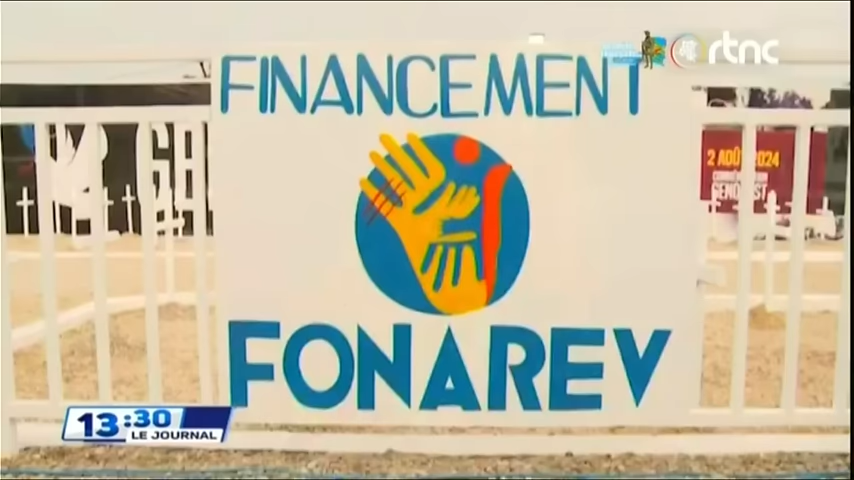 FINANCEMENT
rtnc
2 AOÛT 2024
FONAREV
13:30
LE JOURNAL